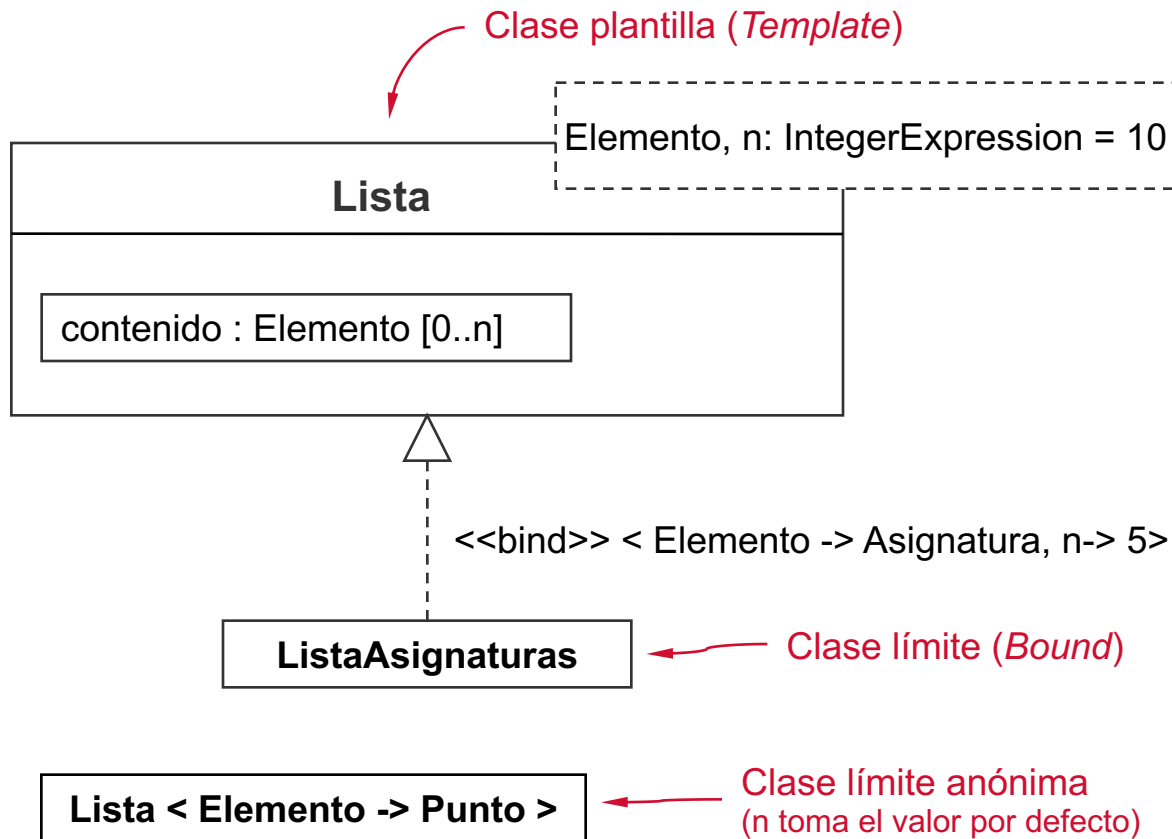 Clase plantilla (Template)
Elemento, n: IntegerExpression = 10
Lista
contenido : Elemento [0..n]
<<bind>> < Elemento -> Asignatura, n-> 5>
ListaAsignaturas
Clase límite (Bound)
Lista < Elemento -> Punto >
Clase límite anónima
(n toma el valor por defecto)